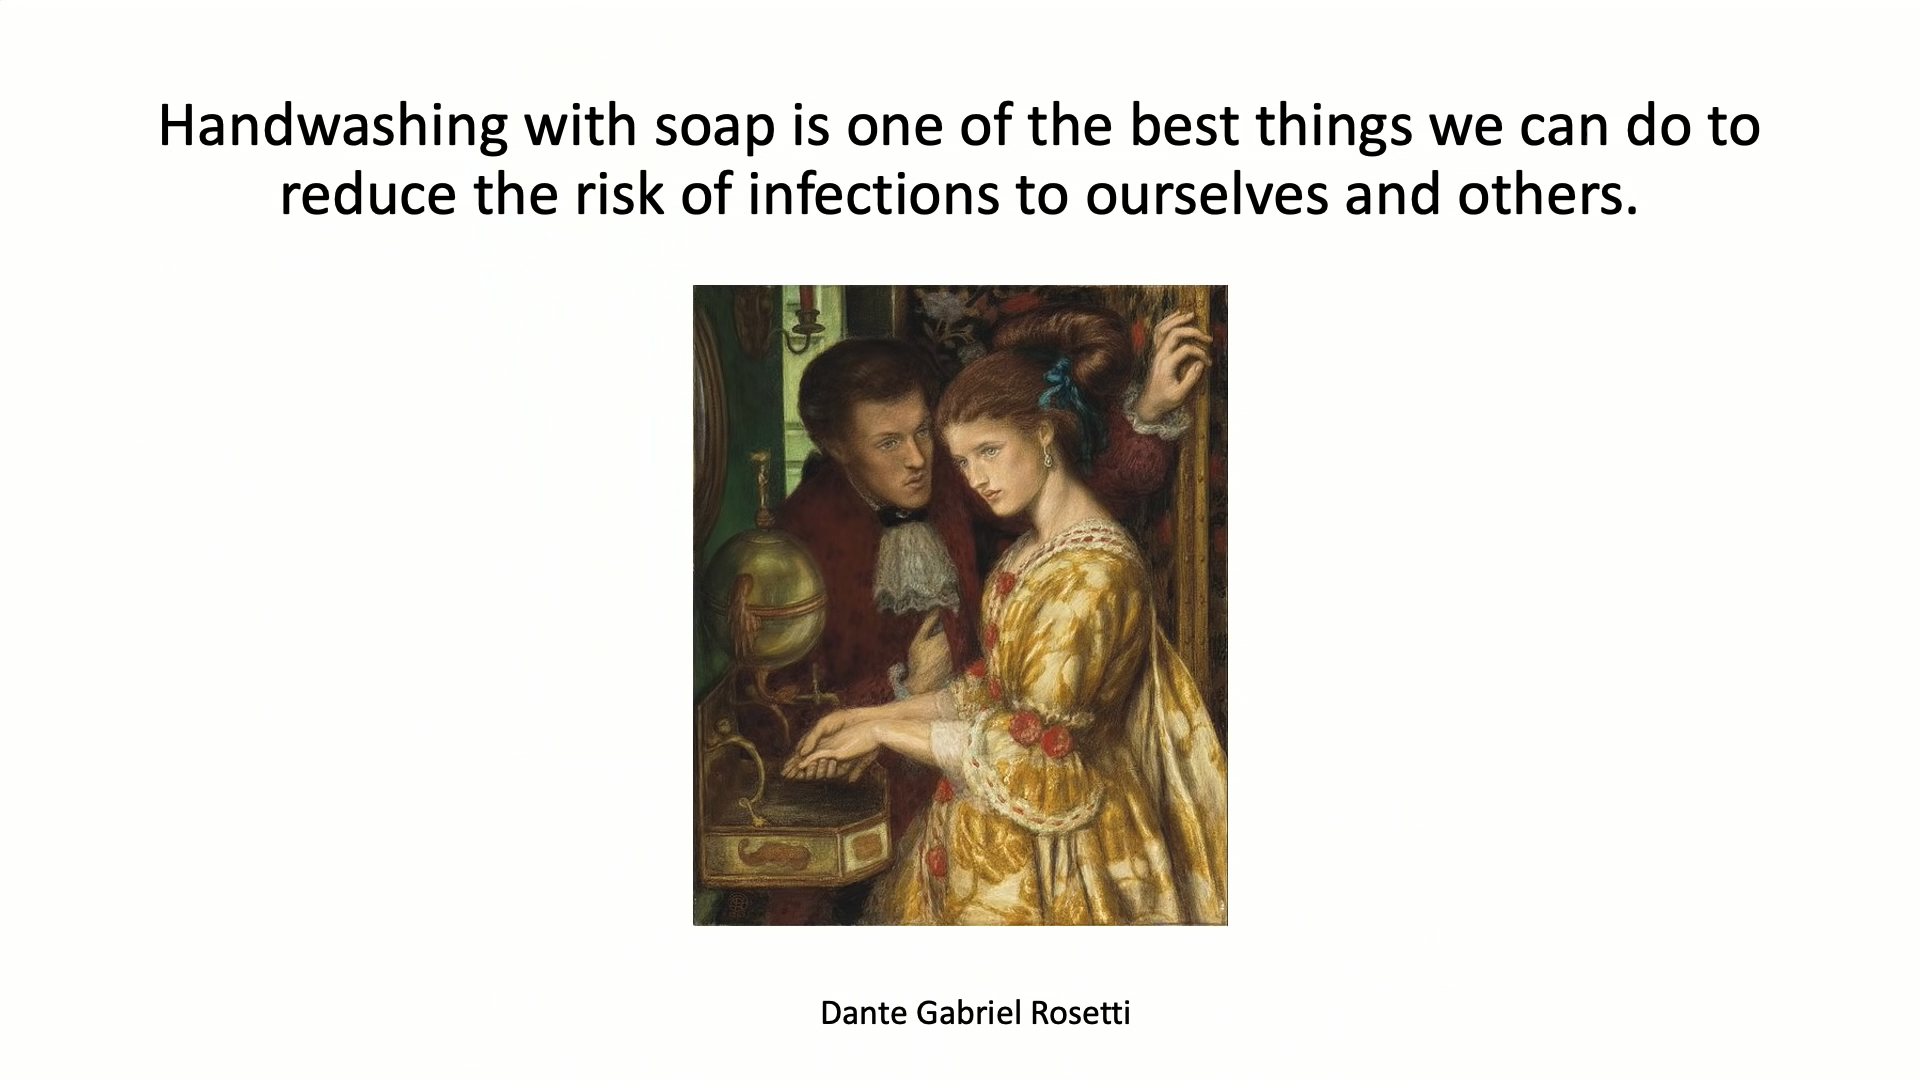 Handwashing with soap is one of the best things we can do to
reduce the risk of infections to ourselves and others.
Dante Gabriel Rosetti